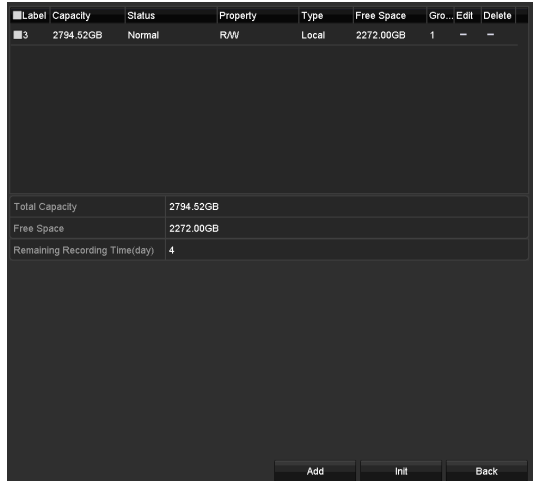 Label Capacity Status Property Type Free Space Gro... Edit Delete
3 2794.52GB Normal R/W Local 2272.00GB 1 – –
Total Capacity 2794.52GB
Free Space 2272.00GB
Remaining Recording Time(day) 4
Add Init Back